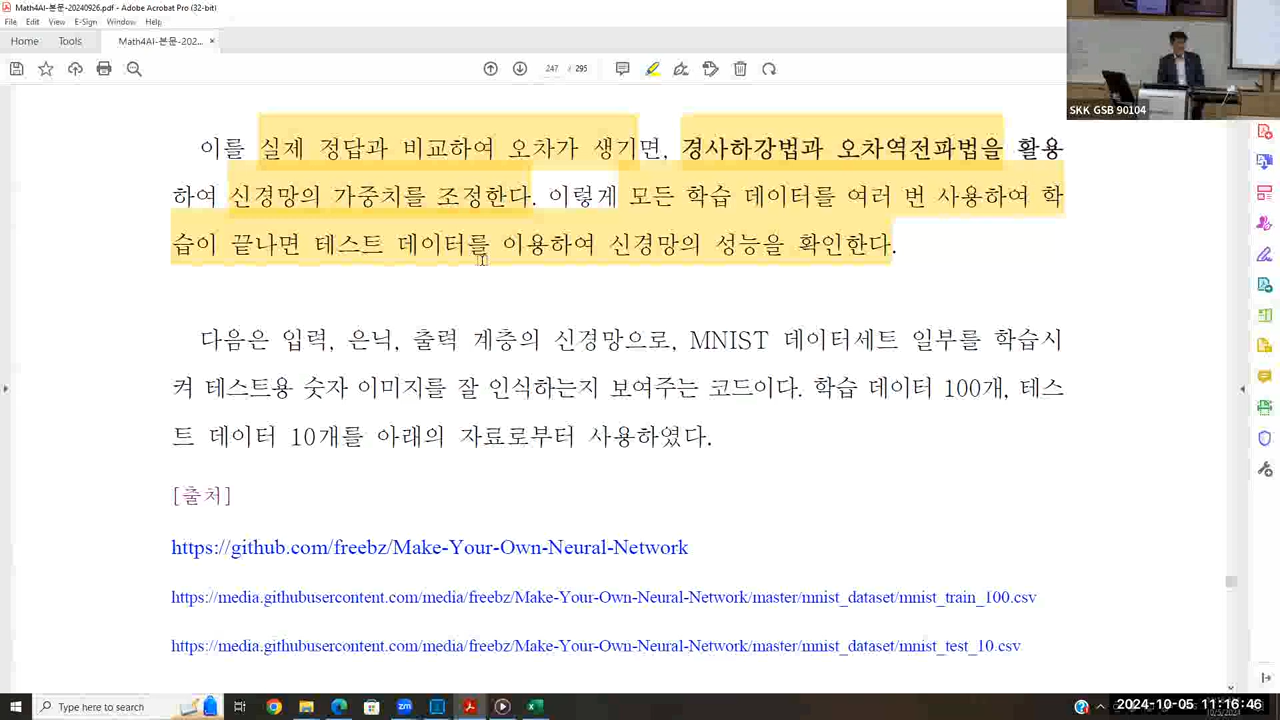 Math4AI-본문-20240926.pdf - Adobe Acrobat Pro (32-bit)
File Edit View E-Sign Window Help
Home Tools Math4AI-본문-202... ×
247 / 295
SKK GSB 90104
이를 실제 정답과 비교하여 오차가 생기면, 경사하강법과 오차역전파법을 활용
하여 신경망의 가중치를 조정한다. 이렇게 모든 학습 데이터를 여러 번 사용하여 학
습이 끝나면 테스트 데이터를 이용하여 신경망의 성능을 확인한다.
다음은 입력, 은닉, 출력 계층의 신경망으로, MNIST 데이터세트 일부를 학습시
켜 테스트용 숫자 이미지를 잘 인식하는지 보여주는 코드이다. 학습 데이터 100개, 테스
트 데이터 10개를 아래의 자료로부터 사용하였다.
[출처]
https://github.com/freebz/Make-Your-Own-Neural-Network
https://media.githubusercontent.com/media/freebz/Make-Your-Own-Neural-Network/master/mnist_dataset/mnist_train_100.csv
https://media.githubusercontent.com/media/freebz/Make-Your-Own-Neural-Network/master/mnist_dataset/mnist_test_10.csv
Type here to search
2024-10-05 11:16:46